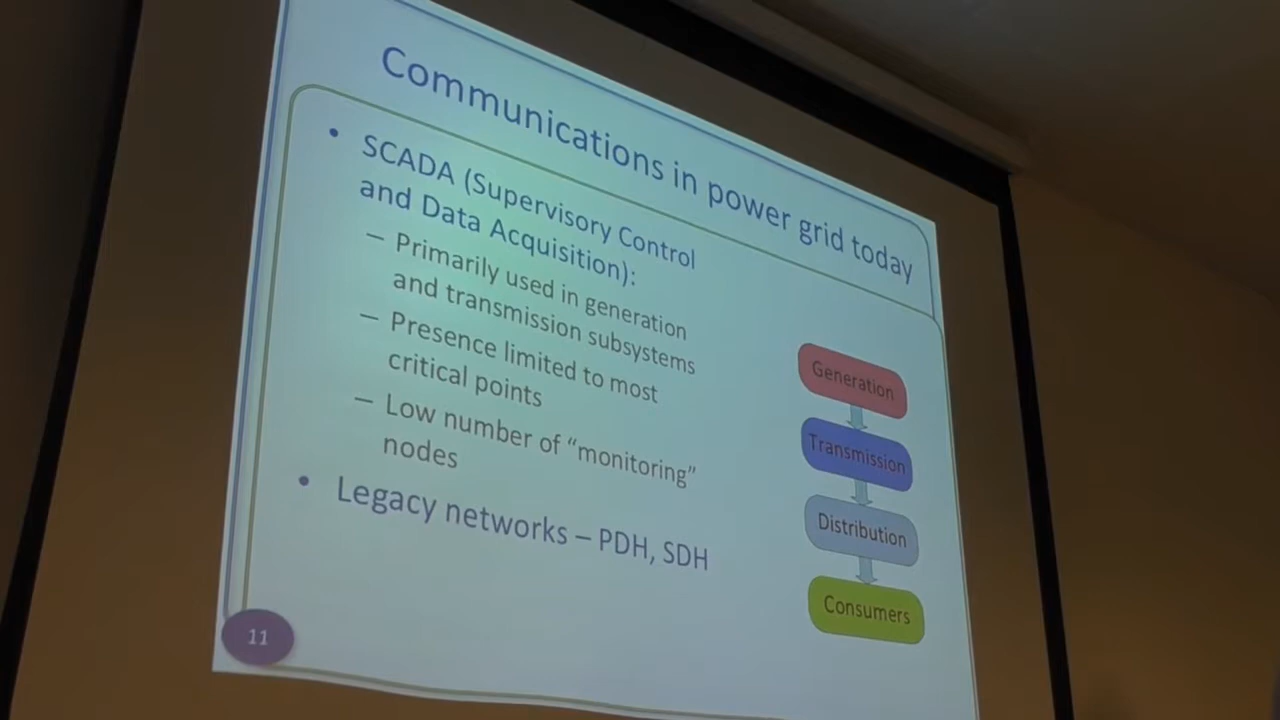 Communications in power grid today
• SCADA (Supervisory Control
and Data Acquisition):
– Primarily used in generation
and transmission subsystems
– Presence limited to most
critical points
– Low number of “monitoring”
nodes
• Legacy networks – PDH, SDH
Generation
Transmission
Distribution
Consumers
11